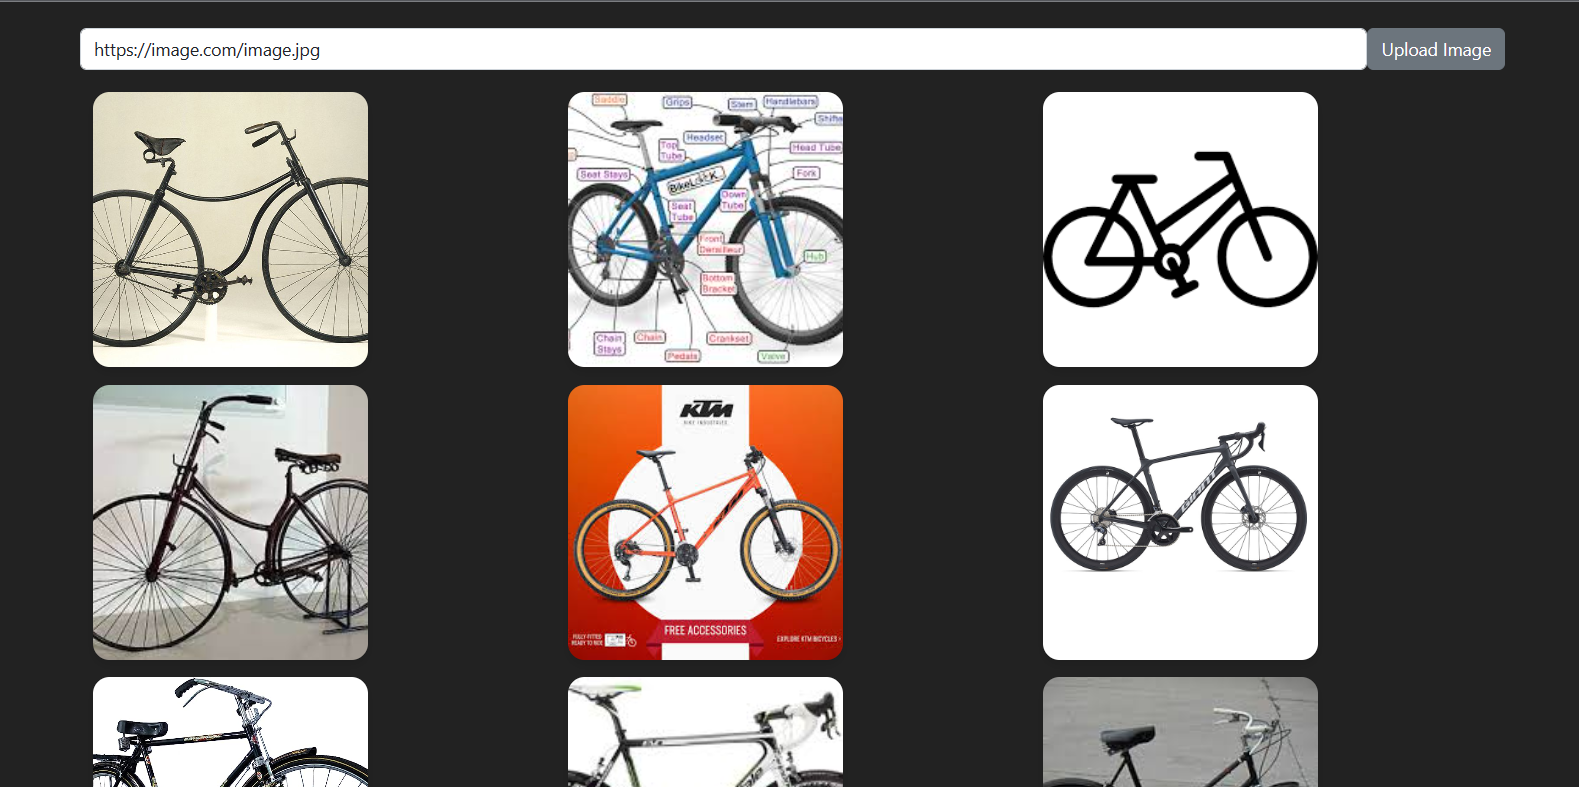 https://image.com/image.jpg
Upload Image
Saddle
Grips
Stem
Handlebars
Headset
Top
Tube
Head Tube
Seat Stays
BikeL
K
Fork
Down
Tube
Seat
Tube
Front
Derailleur
Hub
Bottom
Bracket
Chain
Stays
Chain
Crankset
Pedals
Valve
KTM
BIKE INDUSTRIES
FREE ACCESSORIES
FULLY FITTED
READY TO RIDE
EXPLORE KTM BICYCLES ›
GIANT